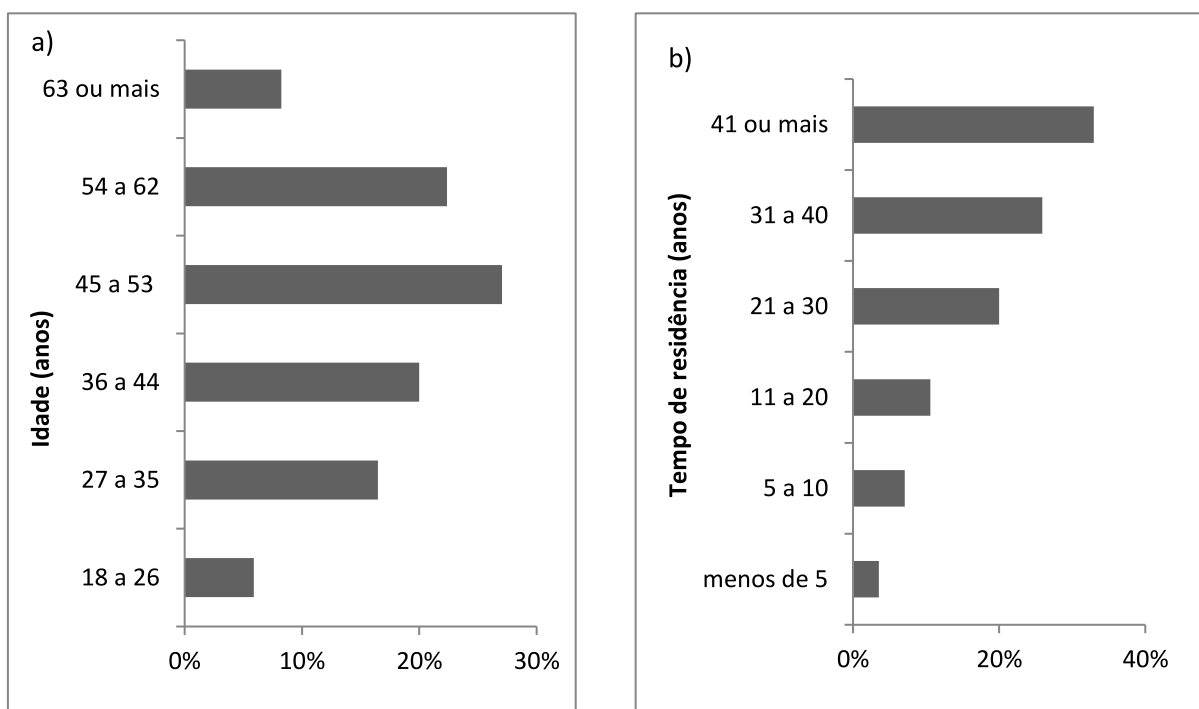 a)
Idade (anos)
63 ou mais
54 a 62
45 a 53
36 a 44
27 a 35
18 a 26
0% 10% 20% 30%
b)
Tempo de residência (anos)
41 ou mais
31 a 40
21 a 30
11 a 20
5 a 10
menos de 5
0% 20% 40%